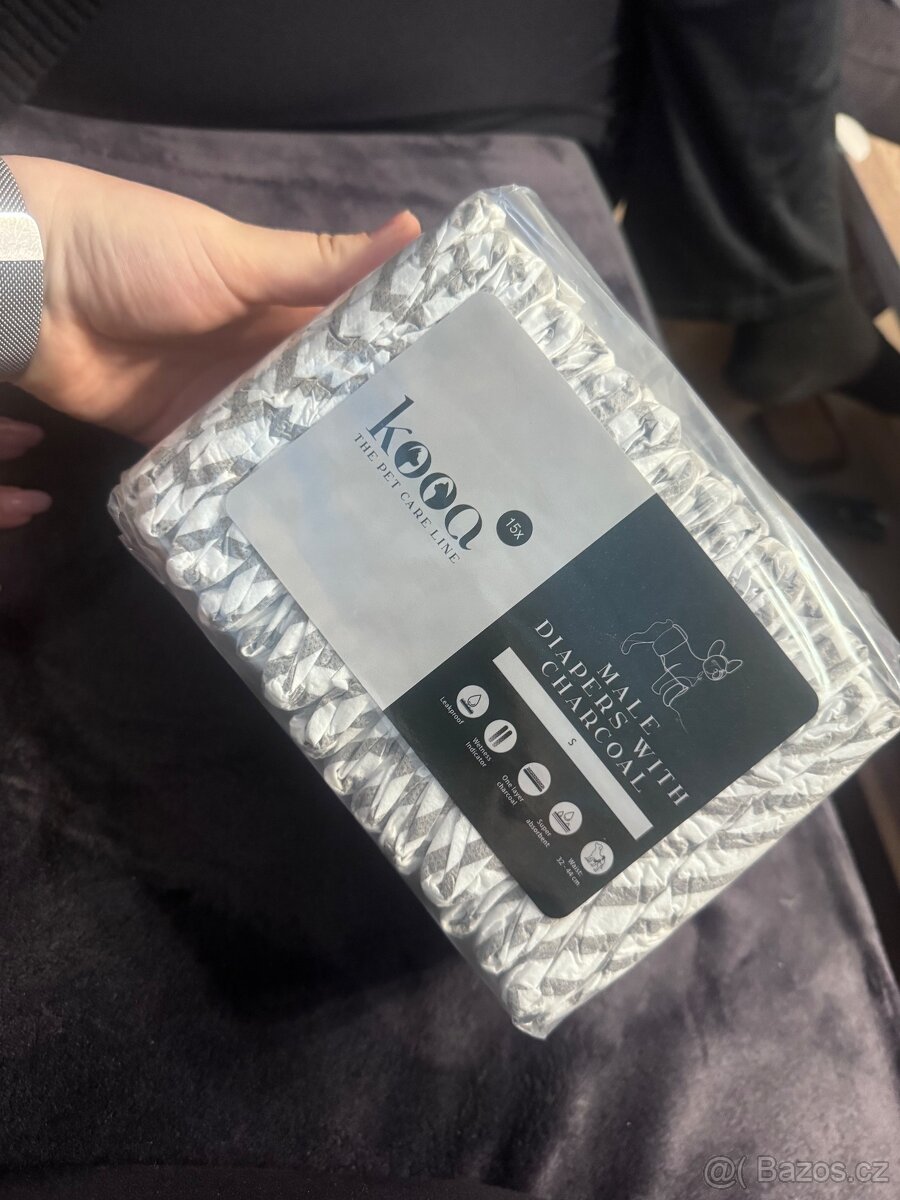 kooa
THE PET CARE LINE
15x
MALE
DIAPERS WITH
CHARCOAL
S
Leakproof
Wetness
Indicator
One layer
charcoal
Super
absorbent
Waist:
32 - 44 cm
@( Bazos.cz